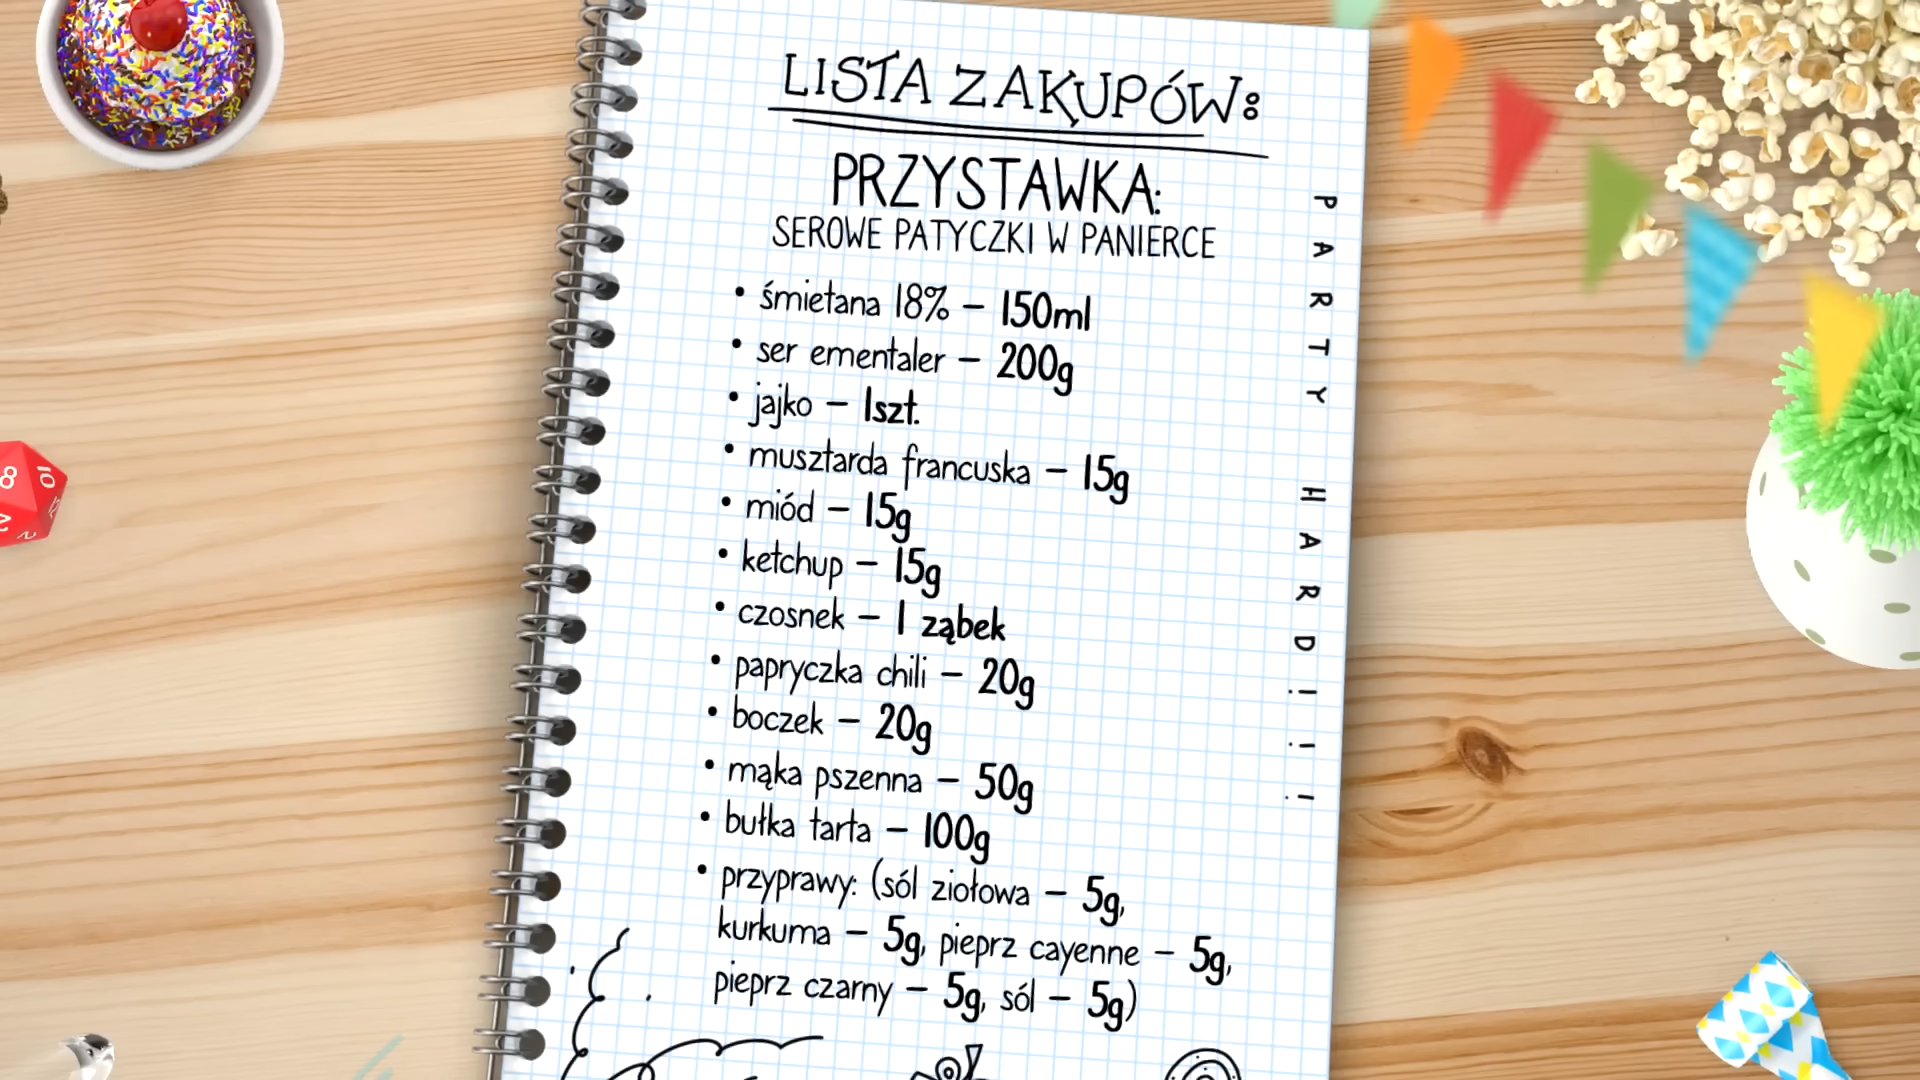 LISTA ZAKUPÓW:
PRZYSTAWKA:
SEROWE PATYCZKI W PANIERCE
• śmietana 18% – 150ml
• ser ementaler – 200g
• jajko – 1szt.
• musztarda francuska – 15g
• miód – 15g
• ketchup – 15g
• czosnek – 1 ząbek
• papryczka chili – 20g
• boczek – 20g
• mąka pszenna – 50g
• bułka tarta – 100g
• przyprawy: (sól ziołowa – 5g,
kurkuma – 5g, pieprz cayenne – 5g,
pieprz czarny – 5g, sól – 5g)
PARTY HARD!!!
8
10